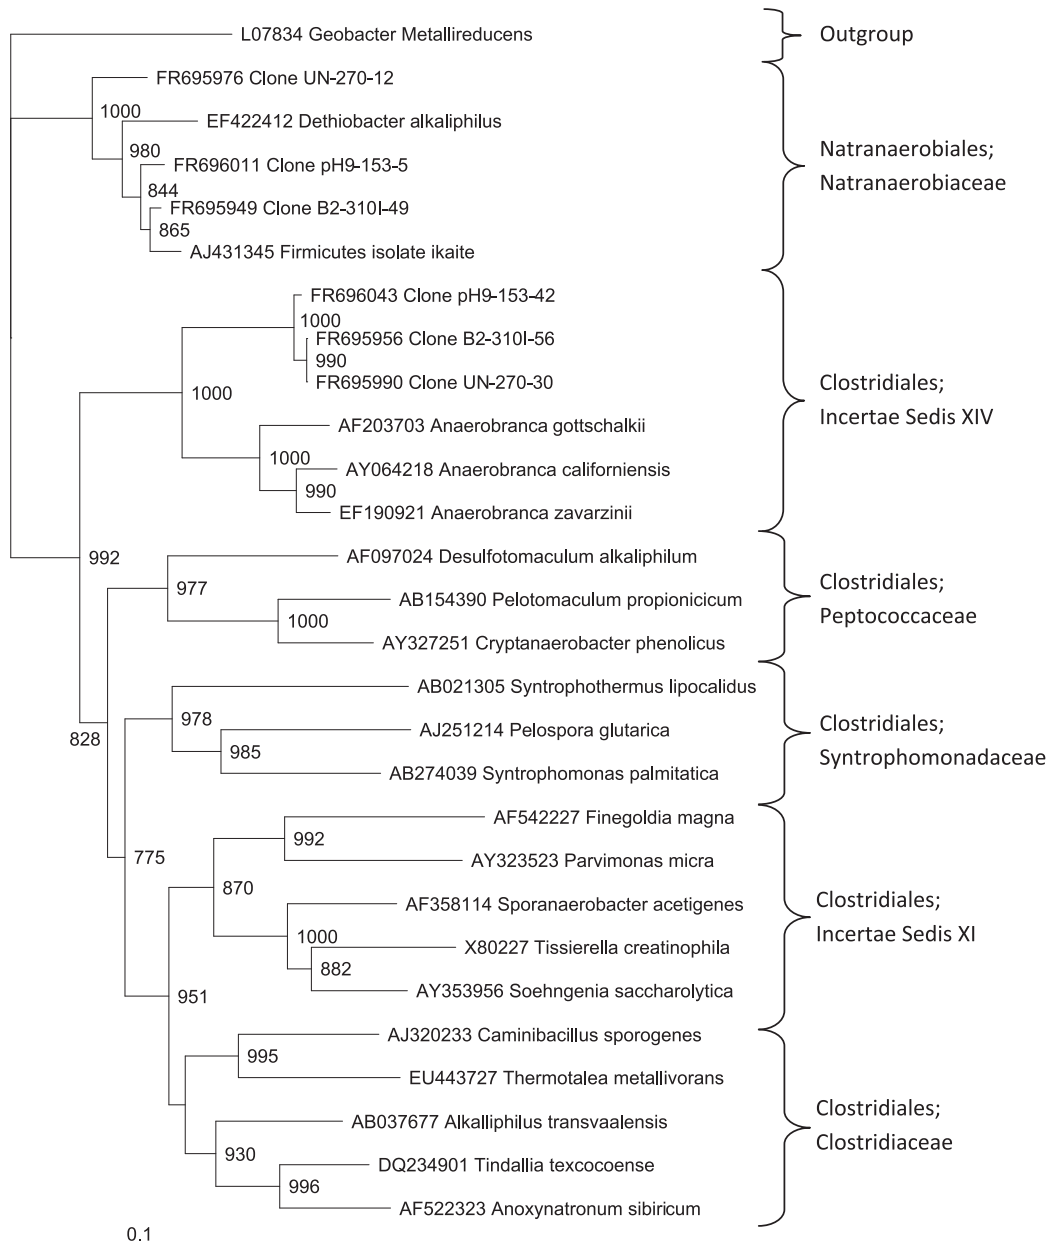 L07834 Geobacter Metallireducens
Outgroup
FR695976 Clone UN-270-12
1000
EF422412 Dethiobacter alkaliphilus
980
FR696011 Clone pH9-153-5
844
FR695949 Clone B2-310I-49
865
AJ431345 Firmicutes isolate ikaite
Natranaerobiales;
Natranaerobiaceae
FR696043 Clone pH9-153-42
1000
FR695956 Clone B2-310I-56
990
FR695990 Clone UN-270-30
1000
AF203703 Anaerobranca gottschalkii
1000
AY064218 Anaerobranca californiensis
990
EF190921 Anaerobranca zavarzinii
Clostridiales;
Incertae Sedis XIV
992
AF097024 Desulfotomaculum alkaliphilum
977
AB154390 Pelotomaculum propionicicum
1000
AY327251 Cryptanaerobacter phenolicus
Clostridiales;
Peptococcaceae
828
AB021305 Syntrophothermus lipocalidus
978
AJ251214 Pelospora glutarica
985
AB274039 Syntrophomonas palmitatica
Clostridiales;
Syntrophomonadaceae
775
AF542227 Finegoldia magna
992
AY323523 Parvimonas micra
870
AF358114 Sporanaerobacter acetigenes
1000
X80227 Tissierella creatinophila
882
AY353956 Soehngenia saccharolytica
Clostridiales;
Incertae Sedis XI
951
AJ320233 Caminibacillus sporogenes
995
EU443727 Thermotalea metallivorans
AB037677 Alkalliphilus transvaalensis
930
DQ234901 Tindallia texcocoense
996
AF522323 Anoxynatronum sibiricum
Clostridiales;
Clostridiaceae
0.1